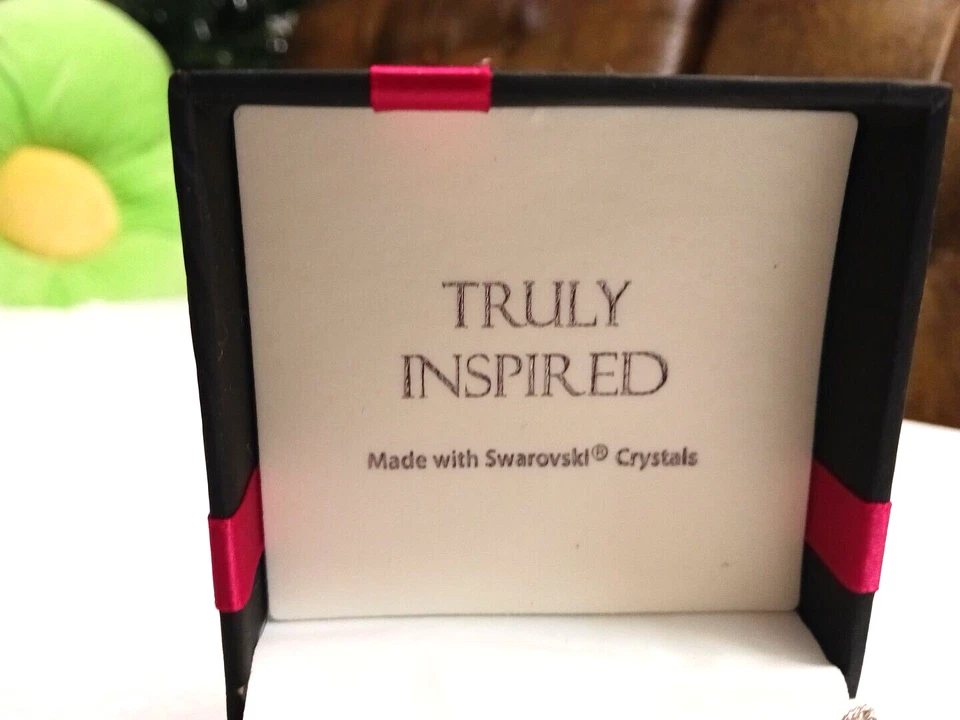 TRULY
INSPIRED
Made with Swarovski® Crystals